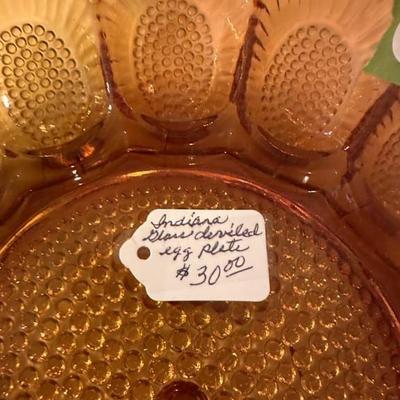 Indiana
Glass deviled
egg plate
$30.00